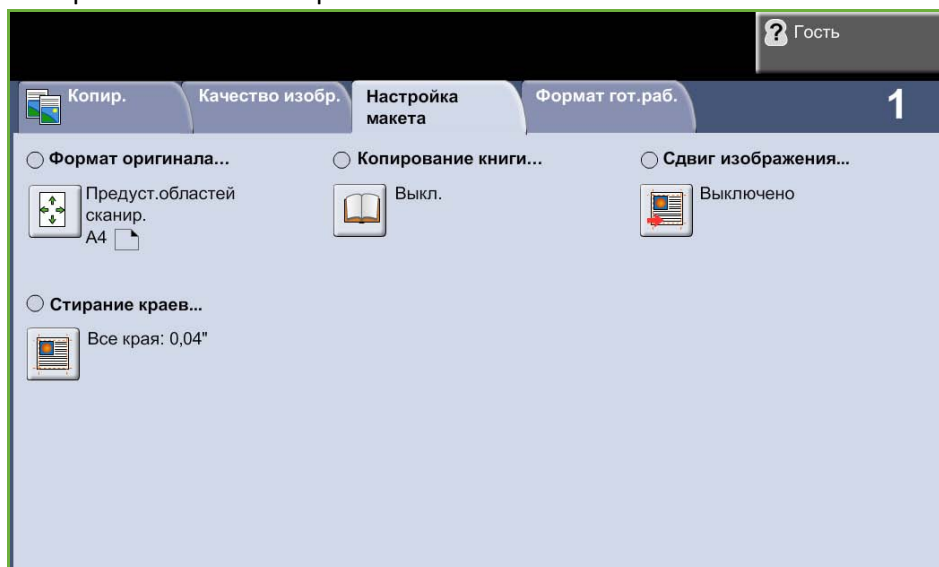 Гость
Копир.
Качество изобр.
Настройка
макета
Формат гот.раб.
1
Формат оригинала...
Предуст.областей
сканир.
A4
Копирование книги...
Выкл.
Сдвиг изображения...
Выключено
Стирание краев...
Все края: 0,04"